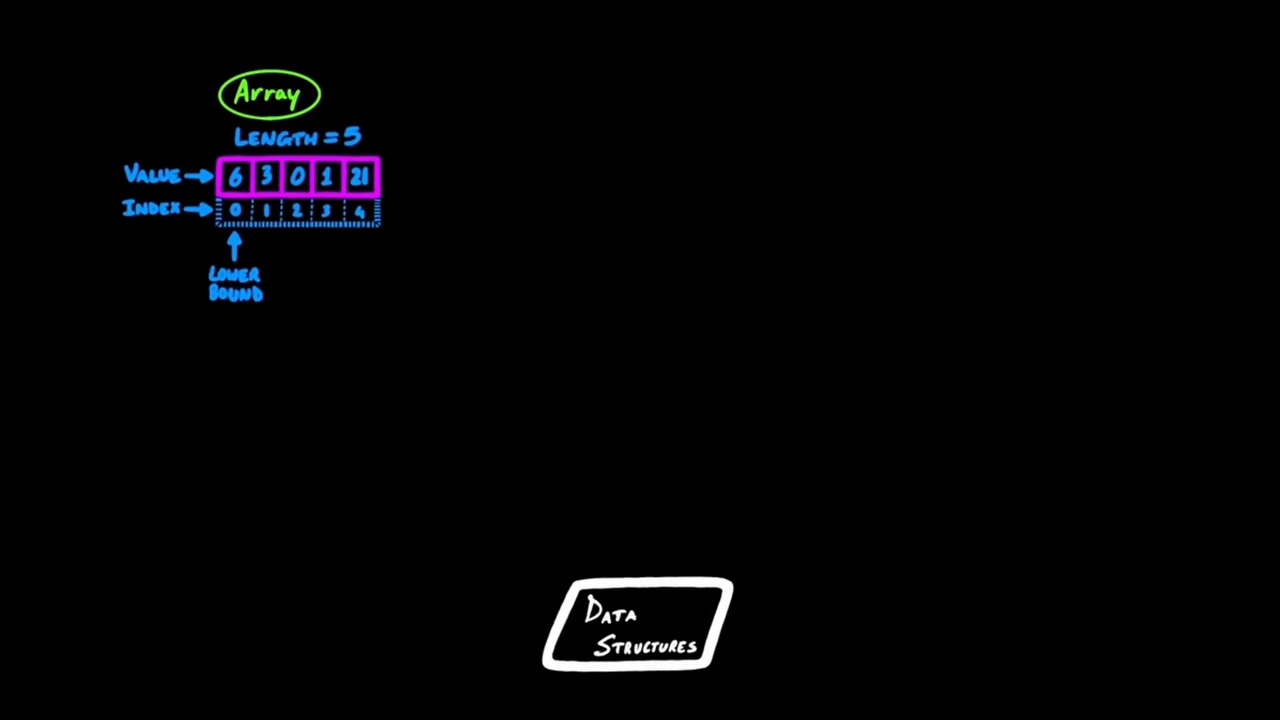 Array
LENGTH = 5
VALUE → 6 3 0 1 21
INDEX → 0 1 2 3 4
LOWER
BOUND
DATA
STRUCTURES